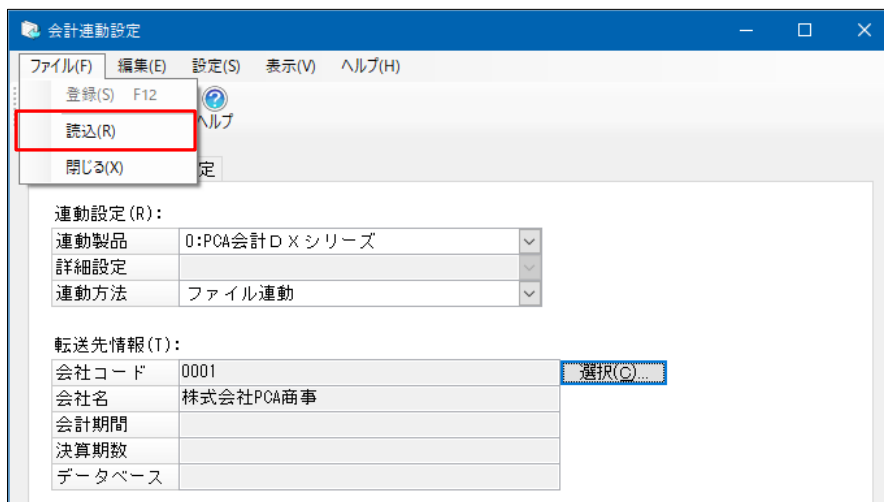 会計連動設定
ファイル(F) 編集(E) 設定(S) 表示(V) ヘルプ(H)
登録(S) F12
ヘルプ
読込(R)
閉じる(X)
定
連動設定(R):
連動製品 0:PCA会計DXシリーズ
詳細設定
連動方法 ファイル連動
転送先情報(T):
会社コード 0001 選択(C)...
会社名 株式会社PCA商事
会計期間
決算期数
データベース